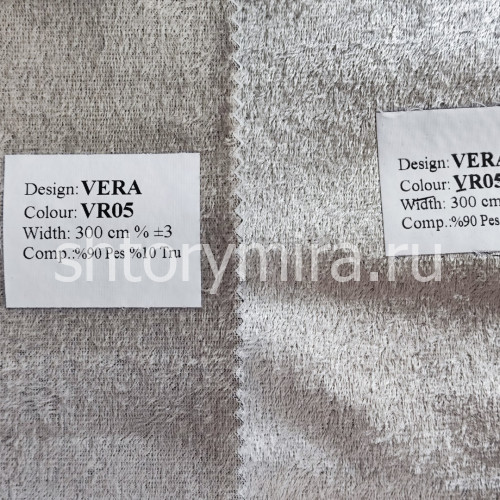 Design: VERA
Colour: VR05
Width: 300 cm % ±3
Comp.:%90 Pes %10 Tru
Design: VERA
Colour: VR05
Width: 300 cm
Comp.:%90 Pes
shtorymira.ru